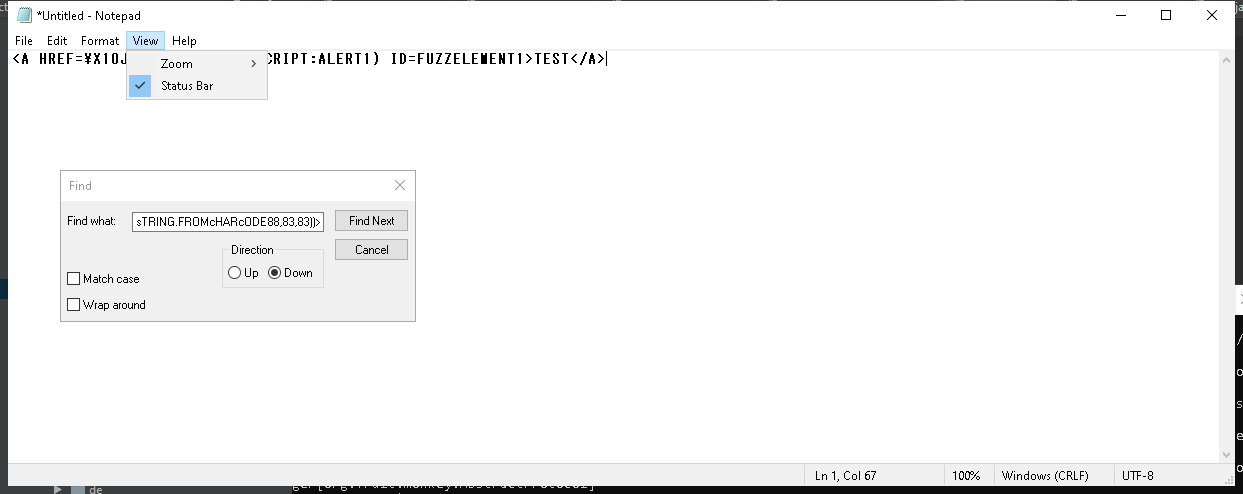 *Untitled - Notepad
File Edit Format View Help
<A HREF=¥X10J CRIPT:ALERT1) ID=FUZZELEMENT1>TEST</A>
Zoom
Status Bar
Find
Find what: sTRING.FROMcHARcODE88,83,83))> Find Next
Direction Cancel
Up Down
Match case
Wrap around
Ln 1, Col 67 100% Windows (CRLF) UTF-8
de